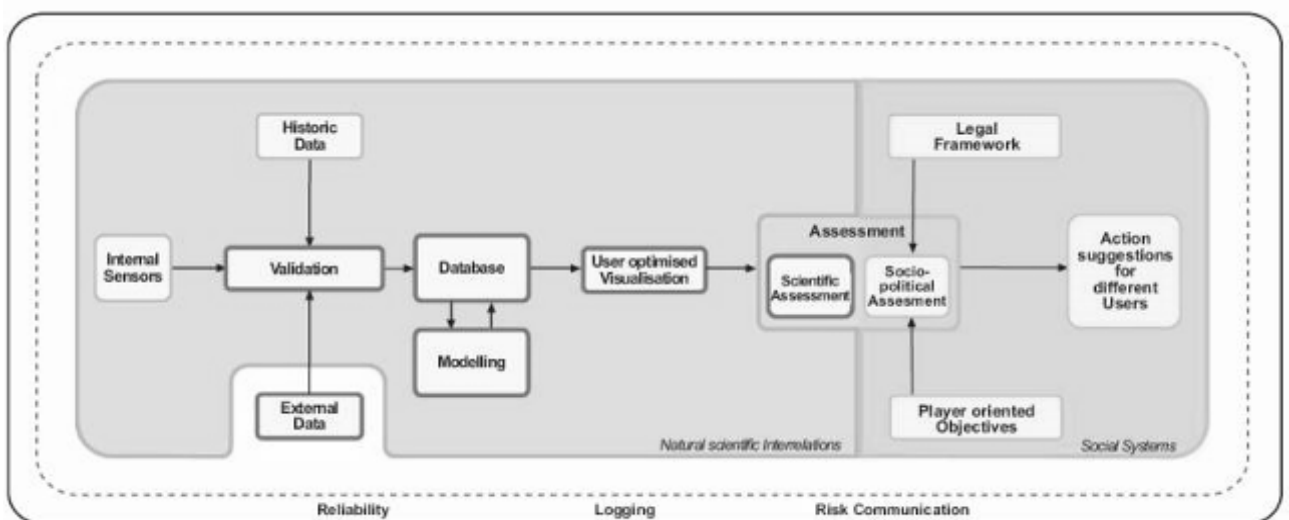 Historic
Data
Legal
Framework
Internal
Sensors
Validation
Database
User optimised
Visualisation
Assessment
Scientific
Assessment
Socio-
political
Assesment
Action
suggestions
for
different
Users
Modelling
External
Data
Player oriented
Objectives
Natural scientific Interrelations
Social Systems
Reliability
Logging
Risk Communication